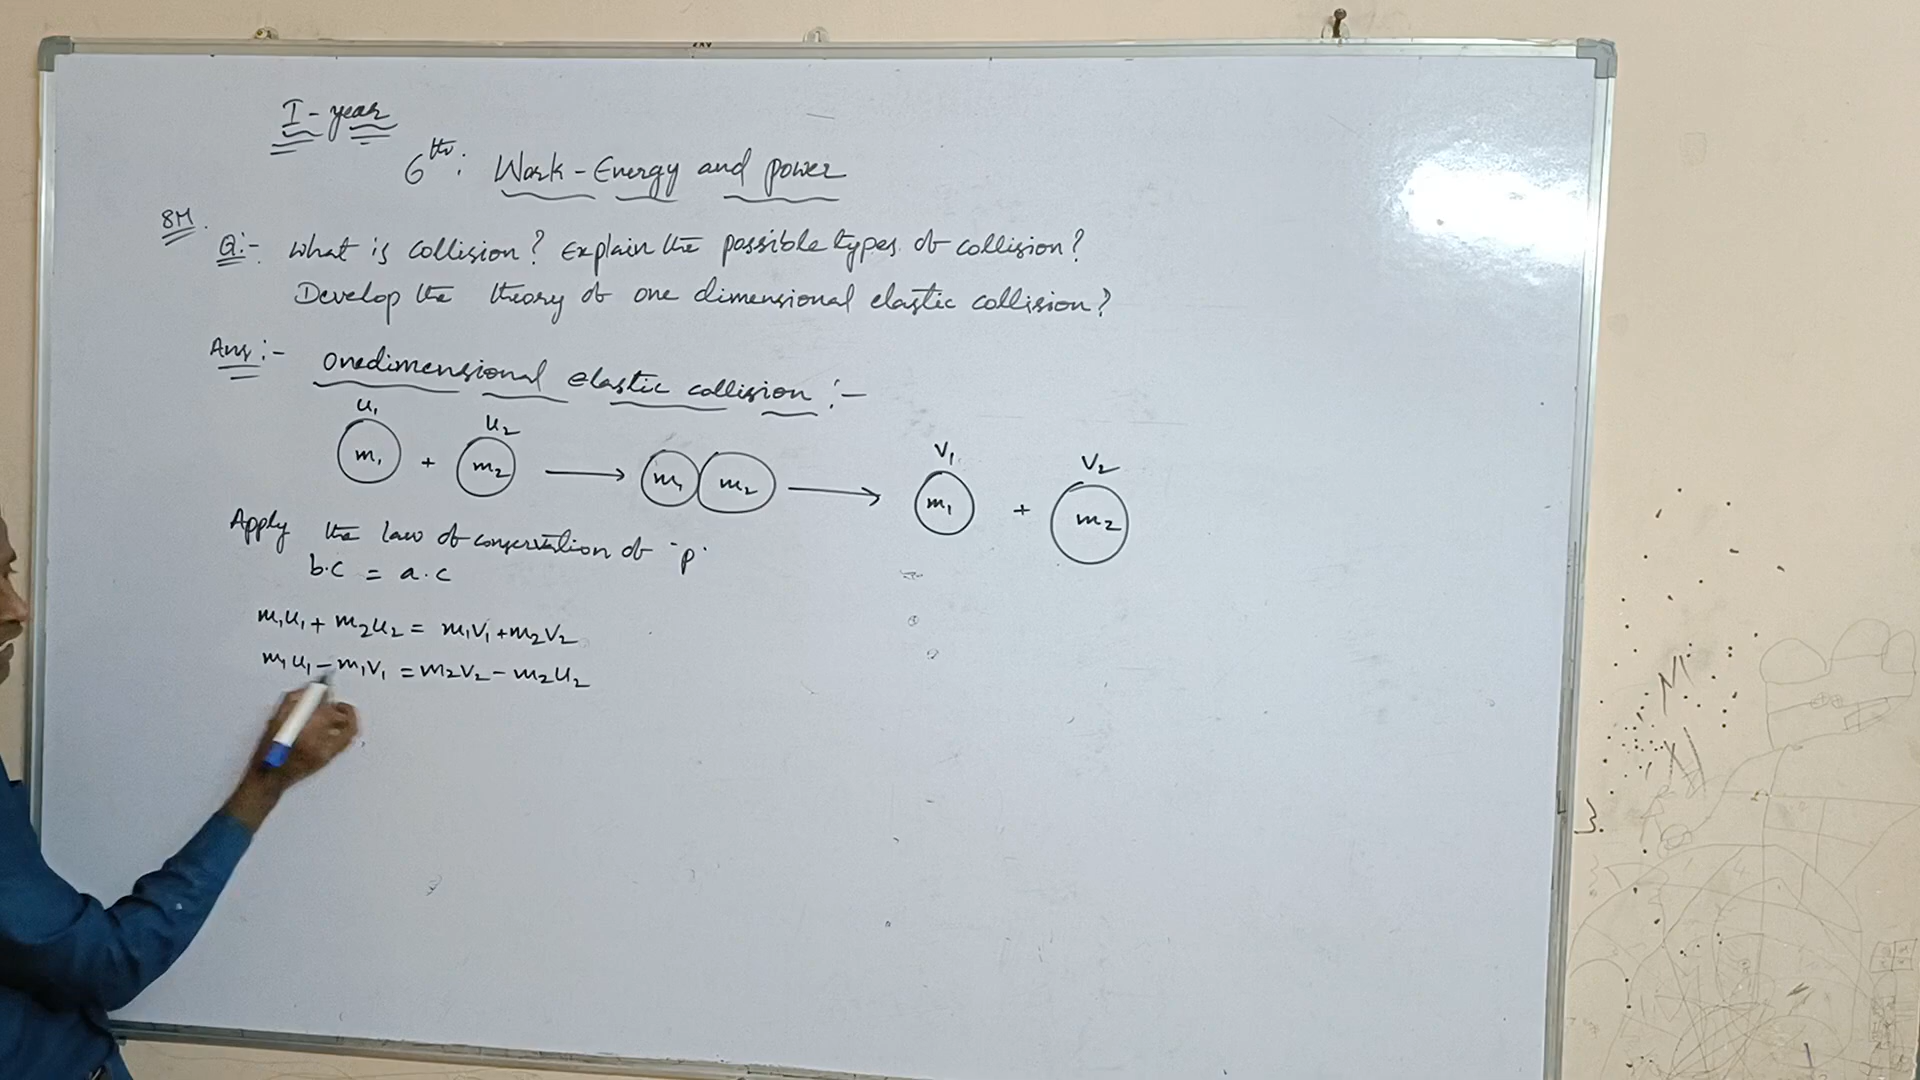 I - year
6th: Work - Energy and power
8M.
Q:- what is collision? Explain the possible types of collision?
Develop the theory of one dimensional elastic collision?
Ans:- onedimensional elastic collision:-
u₁ u₂ v₁ v₂
m₁ + m₂ → m₁ m₂ → m₁ + m₂
Apply the law of conservation of "p"
b.c = a.c
m₁u₁ + m₂u₂ = m₁v₁ + m₂v₂
m₁u₁ - m₁v₁ = m₂v₂ - m₂u₂